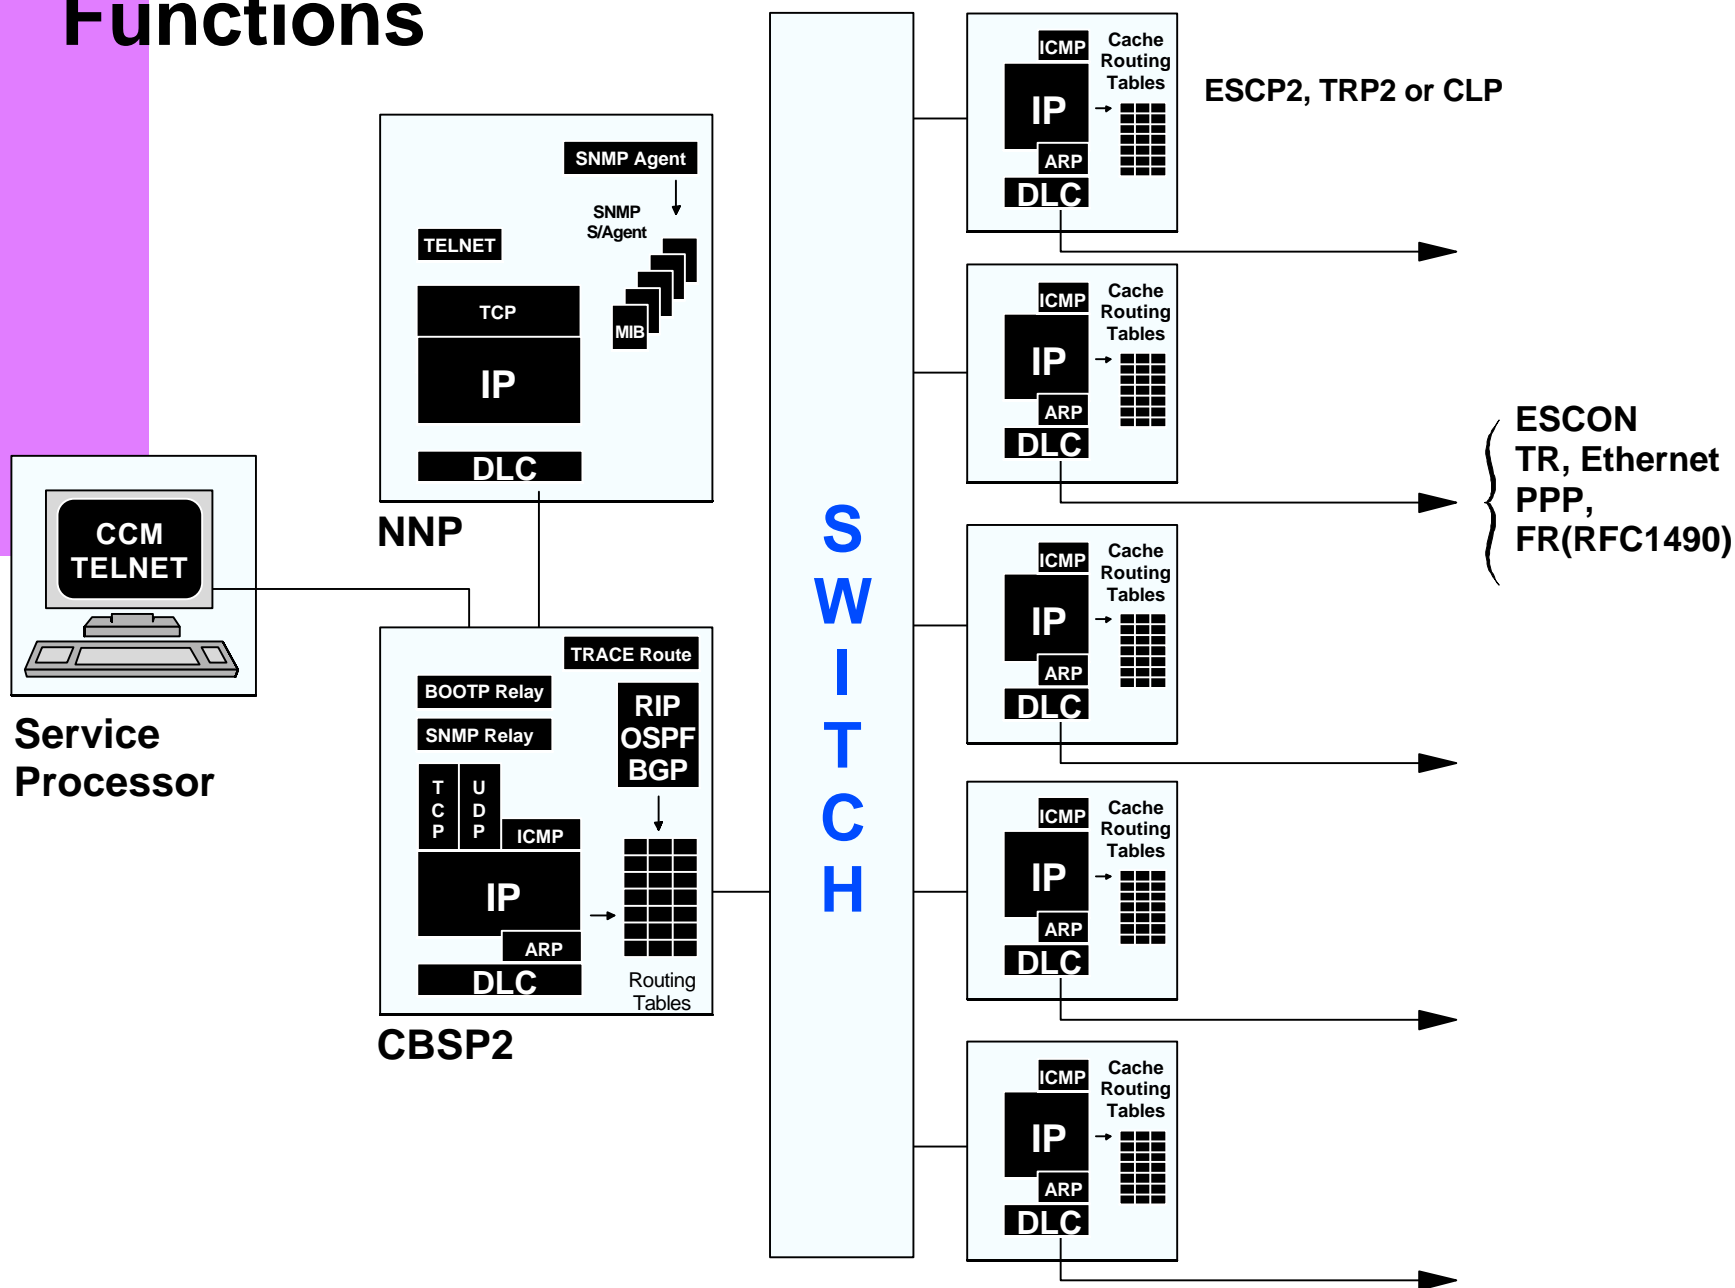 Functions
SNMP Agent
SNMP
S/Agent
TELNET
TCP
MIB
IP
DLC
NNP
CCM
TELNET
Service
Processor
TRACE Route
BOOTP Relay
SNMP Relay
RIP
OSPF
BGP
TCP
UDP
ICMP
IP
ARP
DLC
Routing
Tables
CBSP2
SWITCH
ICMP
Cache
Routing
Tables
IP
ARP
DLC
ESCP2, TRP2 or CLP
ICMP
Cache
Routing
Tables
IP
ARP
DLC
ESCON
TR, Ethernet
PPP,
FR(RFC1490)
ICMP
Cache
Routing
Tables
IP
ARP
DLC
ICMP
Cache
Routing
Tables
IP
ARP
DLC
ICMP
Cache
Routing
Tables
IP
ARP
DLC